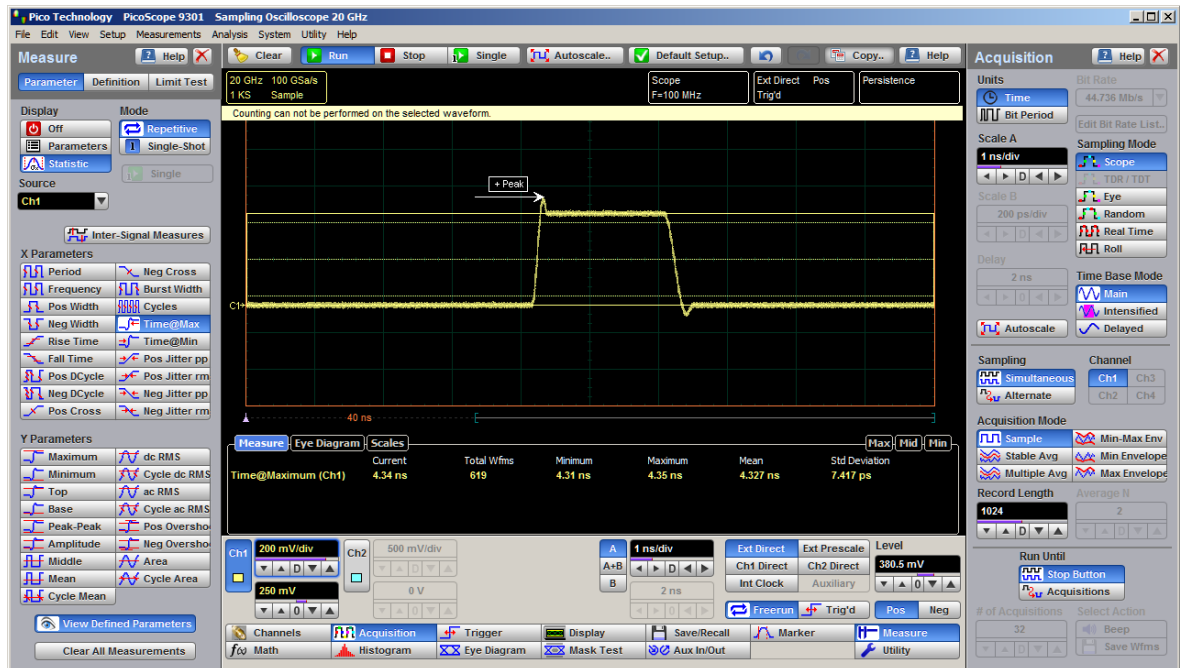 Pico Technology PicoScope 9301 Sampling Oscilloscope 20 GHz
File Edit View Setup Measurements Analysis System Utility Help
Measure Help
Parameter Definition Limit Test
Display Mode
Off Repetitive
Parameters Single-Shot
Statistic Single
Source
Ch1
Inter-Signal Measures
X Parameters
Period Neg Cross
Frequency Burst Width
Pos Width Cycles
Neg Width Time@Max
Rise Time Time@Min
Fall Time Pos Jitter pp
Pos DCycle Pos Jitter rm
Neg DCycle Neg Jitter pp
Pos Cross Neg Jitter rm
Y Parameters
Maximum dc RMS
Minimum Cycle dc RMS
Top ac RMS
Base Cycle ac RMS
Peak-Peak Pos Oversho
Amplitude Neg Oversho
Middle Area
Mean Cycle Area
Cycle Mean
View Defined Parameters
Clear All Measurements
Clear Run Stop Single Autoscale.. Default Setup.. Copy.. Help
20 GHz 100 GSa/s
1 KS Sample
Scope
F=100 MHz
Ext Direct Pos
Trig'd
Persistence
Counting can not be performed on the selected waveform.
+ Peak
C1+
40 ns
Measure Eye Diagram Scales Max Mid Min
Current Total Wfms Minimum Maximum Mean Std Deviation
Time@Maximum (Ch1) 4.34 ns 619 4.31 ns 4.35 ns 4.327 ns 7.417 ps
Ch1 200 mV/div Ch2 500 mV/div A 1 ns/div Ext Direct Ext Prescale Level
D D A+B D Ch1 Direct Ch2 Direct 380.5 mV
250 mV 0 V B 2 ns Int Clock Auxiliary 0
0 0 0 Freerun Trig'd Pos Neg
Channels Acquisition Trigger Display Save/Recall Marker Measure
f(x) Math Histogram Eye Diagram Mask Test Aux In/Out Utility
Acquisition Help
Units Bit Rate
Time 44.736 Mb/s
Bit Period Edit Bit Rate List..
Scale A Sampling Mode
1 ns/div Scope
D TDR / TDT
Scale B Eye
200 ps/div Random
D Real Time
Roll
Delay
2 ns Time Base Mode
0 Main
Intensified
Autoscale Delayed
Sampling Channel
Simultaneous Ch1 Ch3
Alternate Ch2 Ch4
Acquisition Mode
Sample Min-Max Env
Stable Avg Min Envelope
Multiple Avg Max Envelope
Record Length Average N
1024 2
D D
Run Until
Stop Button
Acquisitions
# of Acquisitions Select Action
32 Beep
D Save Wfms